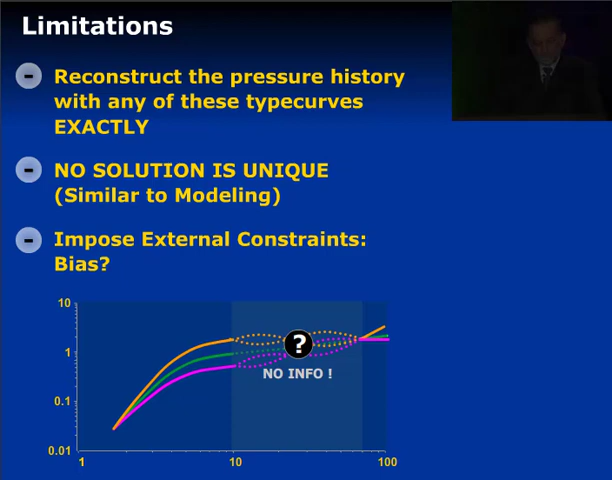 Limitations
Reconstruct the pressure history
with any of these typecurves
EXACTLY
NO SOLUTION IS UNIQUE
(Similar to Modeling)
Impose External Constraints:
Bias?
10
1
0.1
0.01
?
NO INFO !
1
10
100